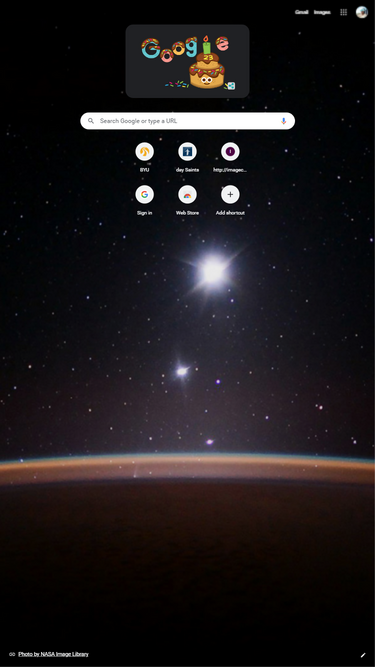 Gmail Images
Google
23
Search Google or type a URL
BYU
day Saints
http://imagec...
Sign in
Web Store
Add shortcut
Photo by NASA Image Library